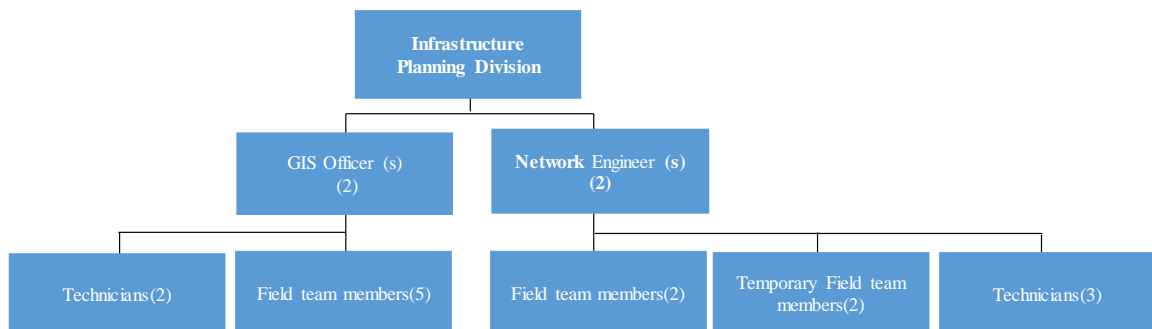 Infrastructure
Planning Division
GIS Officer (s)
(2)
Network Engineer (s)
(2)
Technicians(2)
Field team members(5)
Field team members(2)
Temporary Field team
members(2)
Technicians(3)